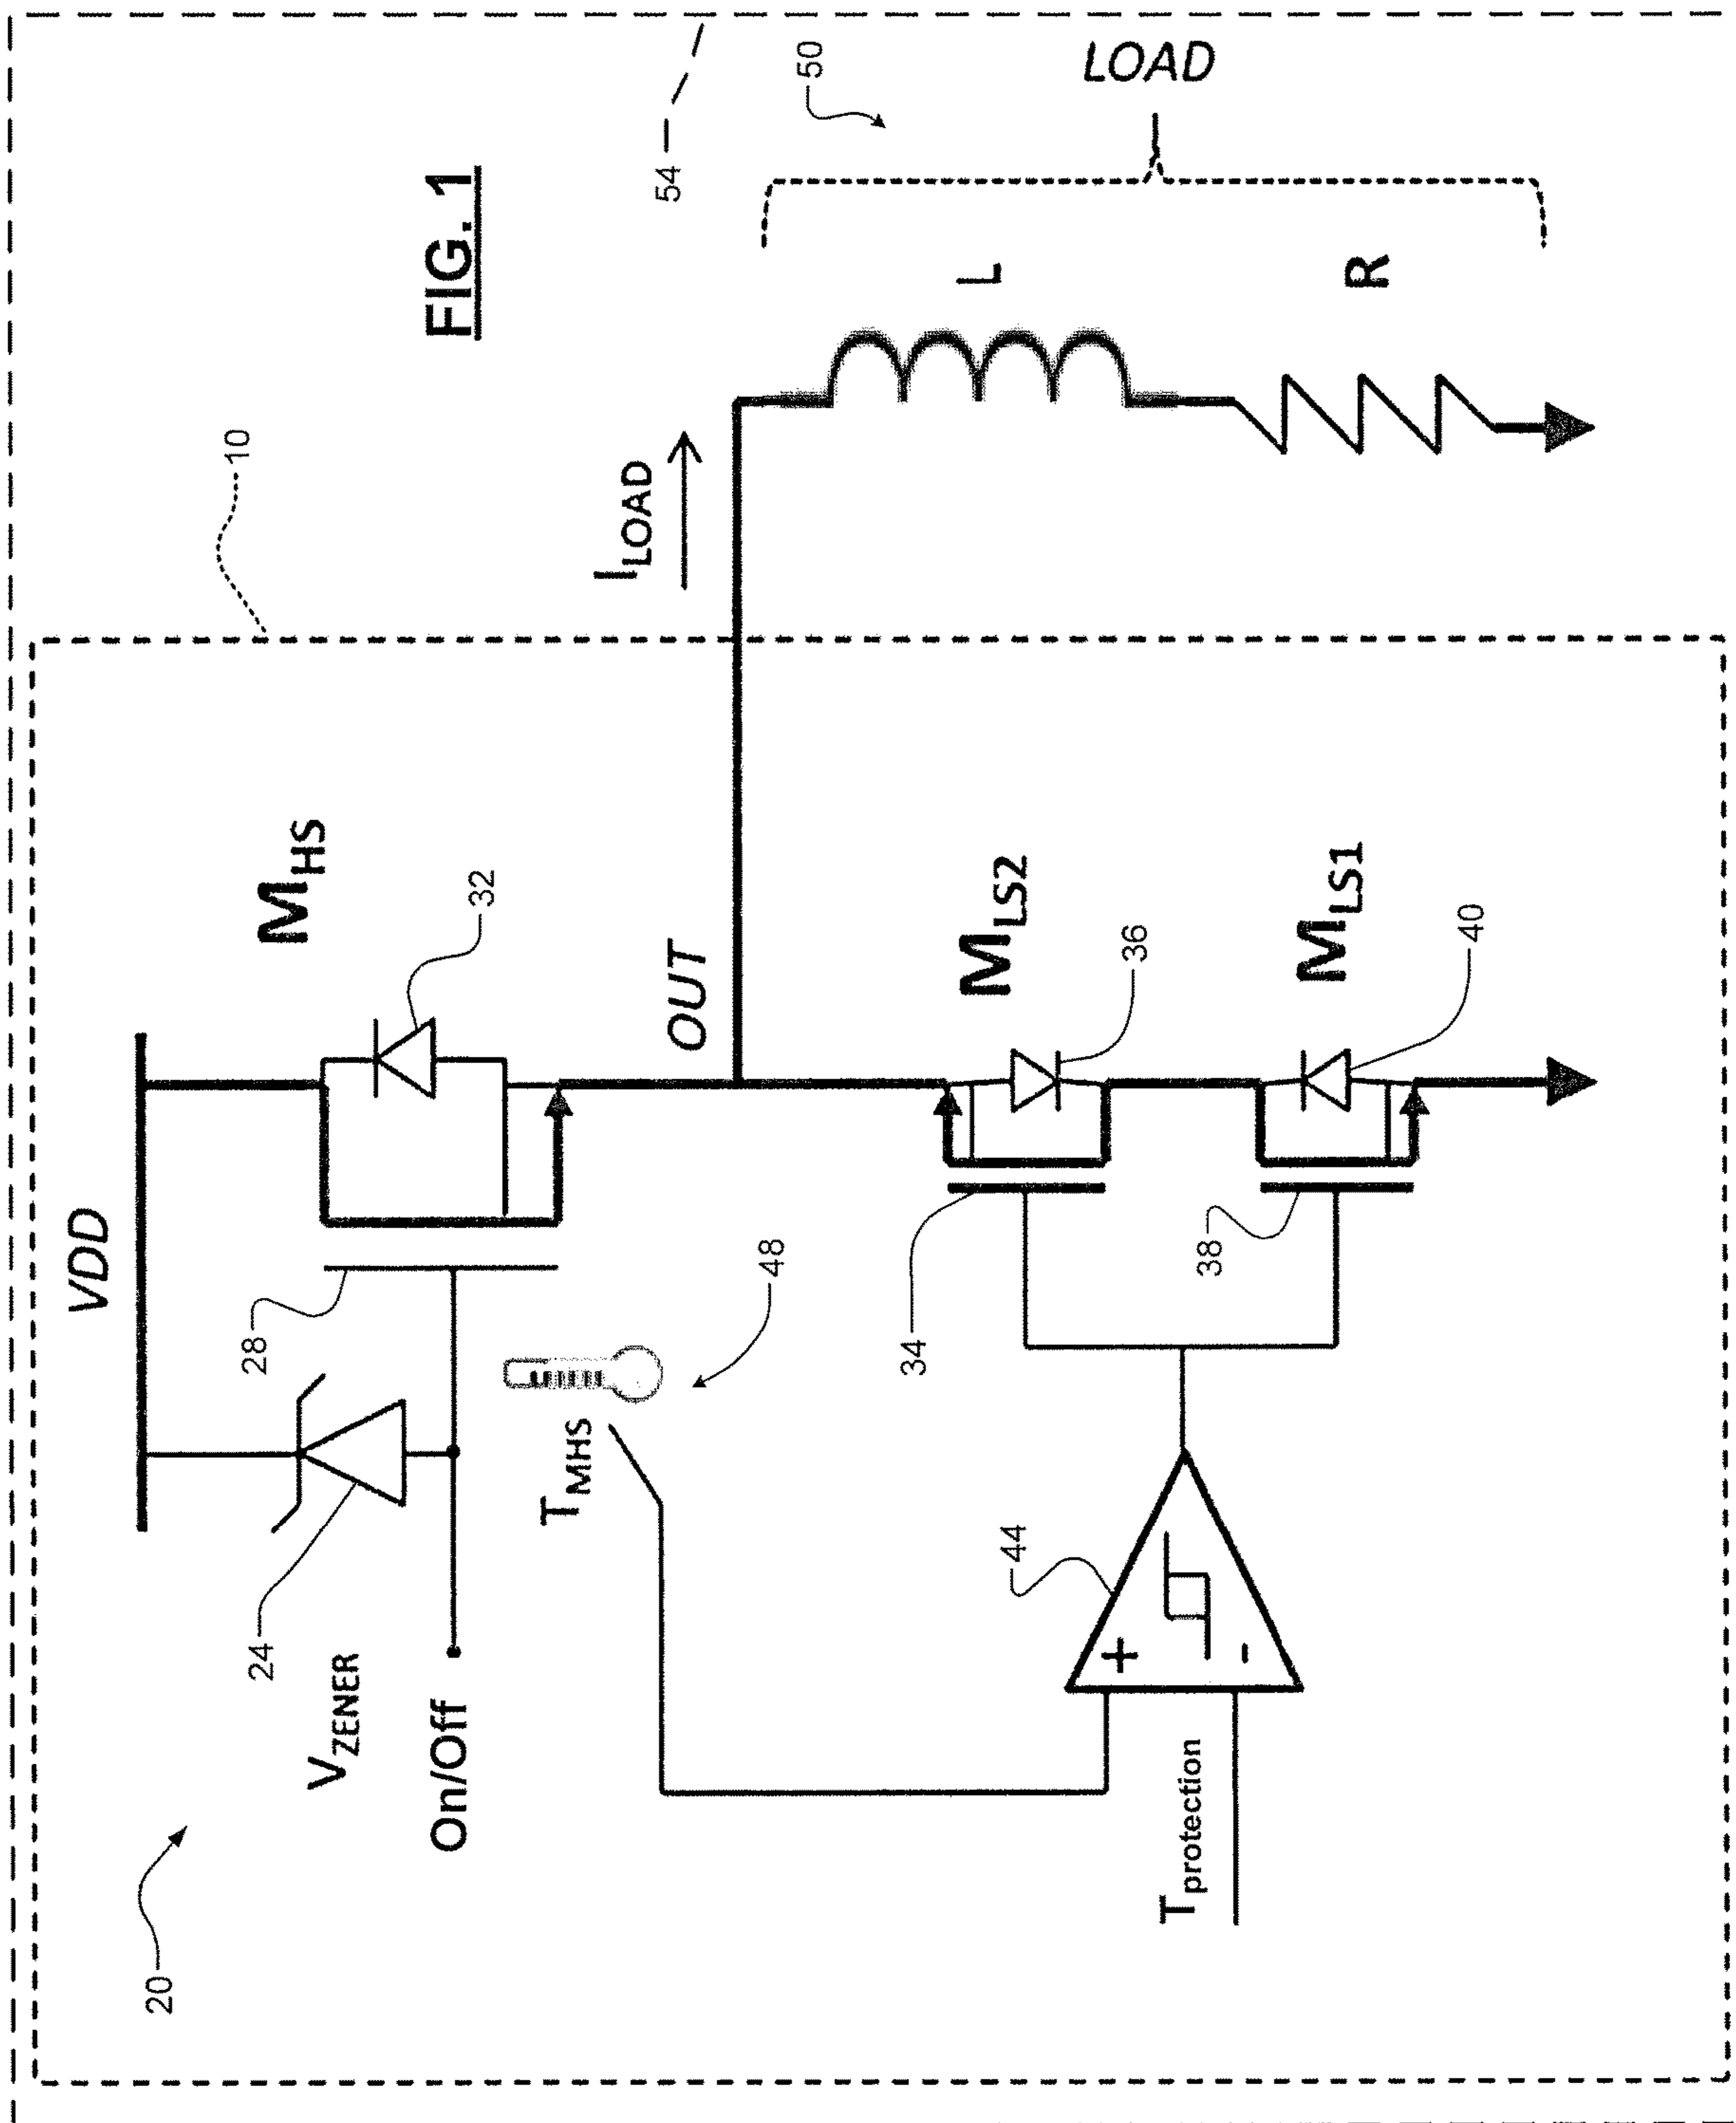 FIG. 1
54
50
LOAD
10
L
R
I_LOAD
VDD
M_HS
32
OUT
M_LS2
36
M_LS1
40
28
48
34
38
24
V_ZENER
On/Off
T_MHS
44
+
-
T_protection
20